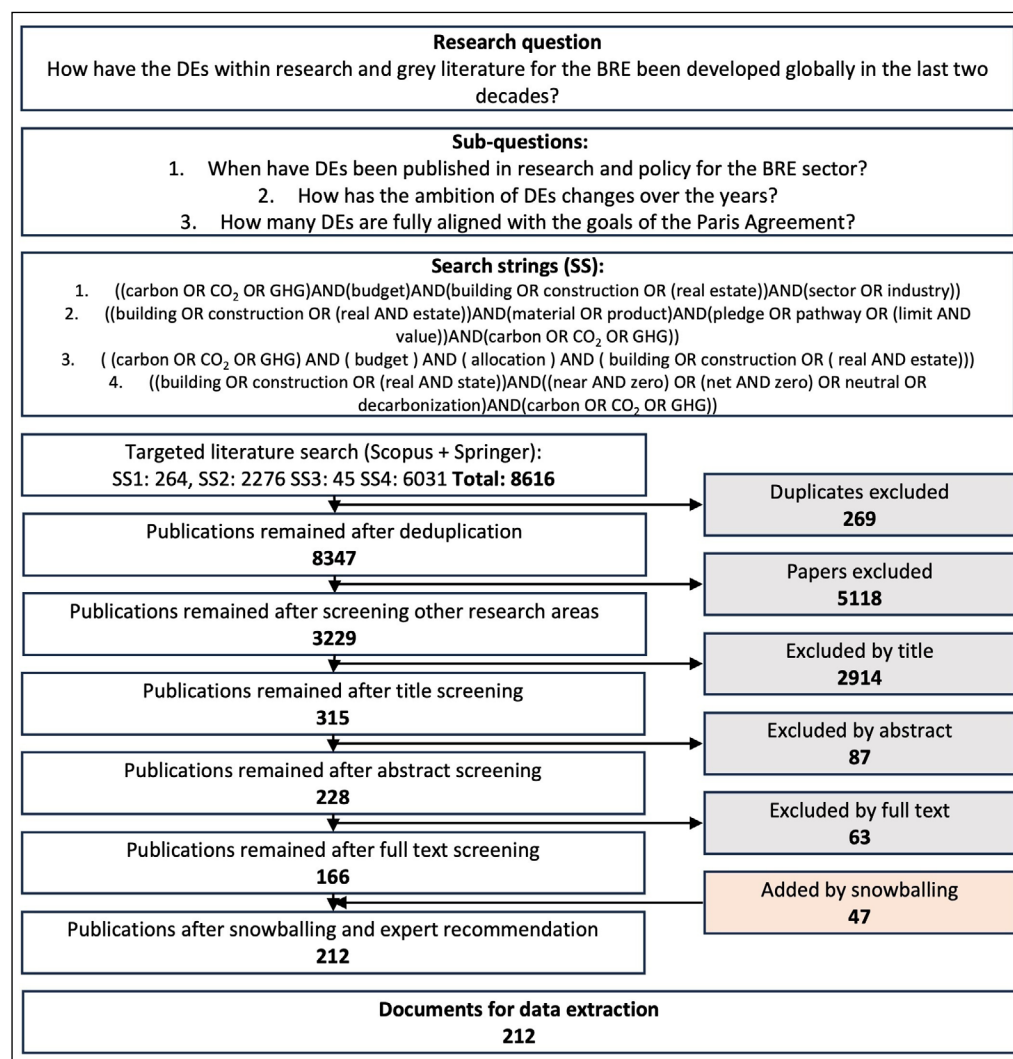 Research question
How have the DEs within research and grey literature for the BRE been developed globally in the last two
decades?
Sub-questions:
1. When have DEs been published in research and policy for the BRE sector?
2. How has the ambition of DEs changes over the years?
3. How many DEs are fully aligned with the goals of the Paris Agreement?
Search strings (SS):
1. ((carbon OR CO₂ OR GHG)AND(budget)AND(building OR construction OR (real estate))AND(sector OR industry))
2. ((building OR construction OR (real AND estate))AND(material OR product)AND(pledge OR pathway OR (limit AND
value))AND(carbon OR CO₂ OR GHG))
3. ( (carbon OR CO₂ OR GHG) AND ( budget ) AND ( allocation ) AND ( building OR construction OR ( real AND estate)))
4. ((building OR construction OR (real AND state))AND((near AND zero) OR (net AND zero) OR neutral OR
decarbonization)AND(carbon OR CO₂ OR GHG))
Targeted literature search (Scopus + Springer):
SS1: 264, SS2: 2276 SS3: 45 SS4: 6031 Total: 8616
Duplicates excluded
269
Publications remained after deduplication
8347
Papers excluded
5118
Publications remained after screening other research areas
3229
Excluded by title
2914
Publications remained after title screening
315
Excluded by abstract
87
Publications remained after abstract screening
228
Excluded by full text
63
Publications remained after full text screening
166
Added by snowballing
47
Publications after snowballing and expert recommendation
212
Documents for data extraction
212